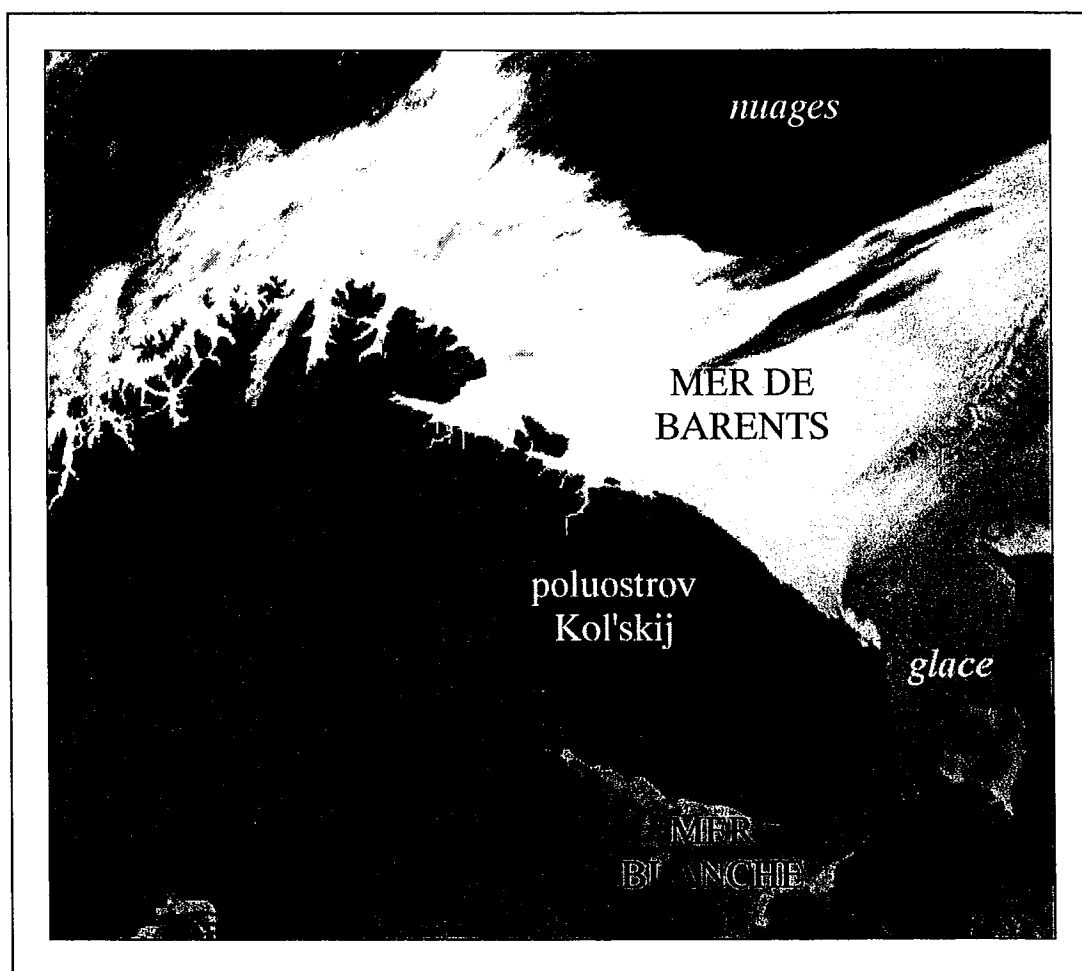 nuages
MER DE
BARENTS
poluostrov
Kol'skij
glace
MER
BLANCHE